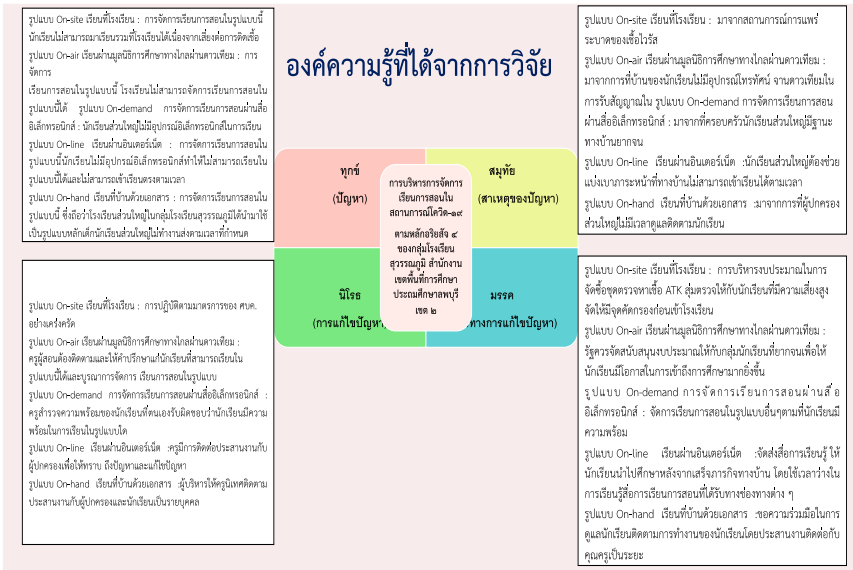 องค์ความรู้ที่ได้จากการวิจัย
รูปแบบ On-site เรียนที่โรงเรียน : การจัดการเรียนการสอนในรูปแบบนี้
นักเรียนไม่สามารถมาเรียนรวมที่โรงเรียนได้เนื่องจากเสี่ยงต่อการติดเชื้อ
รูปแบบ On-air เรียนผ่านมูลนิธิการศึกษาทางไกลผ่านดาวเทียม : การ
จัดการ
เรียนการสอนในรูปแบบนี้ โรงเรียนไม่สามารถจัดการเรียนการสอนใน
รูปแบบนี้ได้ รูปแบบ On-demand การจัดการเรียนการสอนผ่านสื่อ
อิเล็กทรอนิกส์ : นักเรียนส่วนใหญ่ไม่มีอุปกรณ์อิเล็กทรอนิกส์ในการเรียน
รูปแบบ On-line เรียนผ่านอินเตอร์เน็ต : การจัดการเรียนการสอนใน
รูปแบบนี้นักเรียนไม่มีอุปกรณ์อิเล็กทรอนิกส์ทำให้ไม่สามารถเรียนใน
รูปแบบนี้ได้และไม่สามารถเข้าเรียนตรงตามเวลา
รูปแบบ On-hand เรียนที่บ้านด้วยเอกสาร : การจัดการเรียนการสอนใน
รูปแบบนี้ ซึ่งถือว่าโรงเรียนส่วนใหญ่ในกลุ่มโรงเรียนสุวรรณภูมิได้นำมาใช้
เป็นรูปแบบหลักเด็กนักเรียนส่วนใหญ่ไม่ทำงานส่งตามเวลาที่กำหนด
รูปแบบ On-site เรียนที่โรงเรียน : มาจากสถานการณ์การแพร่
ระบาดของเชื้อไวรัส
รูปแบบ On-air เรียนผ่านมูลนิธิการศึกษาทางไกลผ่านดาวเทียม :
มาจากการที่บ้านของนักเรียนไม่มีอุปกรณ์โทรทัศน์ จานดาวเทียมใน
การรับสัญญาณใน รูปแบบ On-demand การจัดการเรียนการสอน
ผ่านสื่ออิเล็กทรอนิกส์ : มาจากที่ครอบครัวนักเรียนส่วนใหญ่มีฐานะ
ทางบ้านยากจน
รูปแบบ On-line เรียนผ่านอินเตอร์เน็ต :นักเรียนส่วนใหญ่ต้องช่วย
แบ่งเบาภาระหน้าที่ทางบ้านไม่สามารถเข้าเรียนได้ตามเวลา
รูปแบบ On-hand เรียนที่บ้านด้วยเอกสาร :มาจากการที่ผู้ปกครอง
ส่วนใหญ่ไม่มีเวลาดูแลติดตามนักเรียน
ทุกข์
(ปัญหา)
สมุทัย
(สาเหตุของปัญหา)
การบริหารการจัดการ
เรียนการสอนใน
สถานการณ์โควิด-๑๙
ตามหลักอริยสัจ ๔
ของกลุ่มโรงเรียน
สุวรรณภูมิ สำนักงาน
เขตพื้นที่การศึกษา
ประถมศึกษาลพบุรี
เขต ๒
นิโรธ
(การแก้ไขปัญหา)
มรรค
ทางการแก้ไขปัญหา)
รูปแบบ On-site เรียนที่โรงเรียน : การปฏิบัติตามมาตรการของ ศบค.
อย่างเคร่งครัด
รูปแบบ On-air เรียนผ่านมูลนิธิการศึกษาทางไกลผ่านดาวเทียม :
ครูผู้สอนต้องติดตามและให้คำปรึกษาแก่นักเรียนที่สามารถเรียนใน
รูปแบบนี้ได้และบูรณาการจัดการ เรียนการสอนในรูปแบบ
รูปแบบ On-demand การจัดการเรียนการสอนผ่านสื่ออิเล็กทรอนิกส์ :
ครูสำรวจความพร้อมของนักเรียนที่ตนเองรับผิดชอบว่านักเรียนมีความ
พร้อมในการเรียนในรูปแบบใด
รูปแบบ On-line เรียนผ่านอินเตอร์เน็ต :ครูมีการติดต่อประสานงานกับ
ผู้ปกครองเพื่อให้ทราบ ถึงปัญหาและแก้ไขปัญหา
รูปแบบ On-hand เรียนที่บ้านด้วยเอกสาร :ผู้บริหารให้ครูนิเทศติดตาม
ประสานงานกับผู้ปกครองและนักเรียนเป็นรายบุคคล
รูปแบบ On-site เรียนที่โรงเรียน : การบริหารงบประมาณในการ
จัดซื้อชุดตรวจหาเชื้อ ATK สุ่มตรวจให้กับนักเรียนที่มีความเสี่ยงสูง
จัดให้มีจุดคัดกรองก่อนเข้าโรงเรียน
รูปแบบ On-air เรียนผ่านมูลนิธิการศึกษาทางไกลผ่านดาวเทียม :
รัฐควรจัดสนับสนุนงบประมาณให้กับกลุ่มนักเรียนที่ยากจนเพื่อให้
นักเรียนมีโอกาสในการเข้าถึงการศึกษามากยิ่งขึ้น
รูปแบบ On-demand การจัดการเรียนการสอนผ่านสื่อ
อิเล็กทรอนิกส์ : จัดการเรียนการสอนในรูปแบบอื่นๆตามที่นักเรียนมี
ความพร้อม
รูปแบบ On-line เรียนผ่านอินเตอร์เน็ต :จัดส่งสื่อการเรียนรู้ ให้
นักเรียนนำไปศึกษาหลังจากเสร็จภารกิจทางบ้าน โดยใช้เวลาว่างใน
การเรียนรู้สื่อการเรียนการสอนที่ได้รับทางช่องทางต่าง ๆ
รูปแบบ On-hand เรียนที่บ้านด้วยเอกสาร :ขอความร่วมมือในการ
ดูแลนักเรียนติดตามการทำงานของนักเรียนโดยประสานงานติดต่อกับ
คุณครูเป็นระยะ